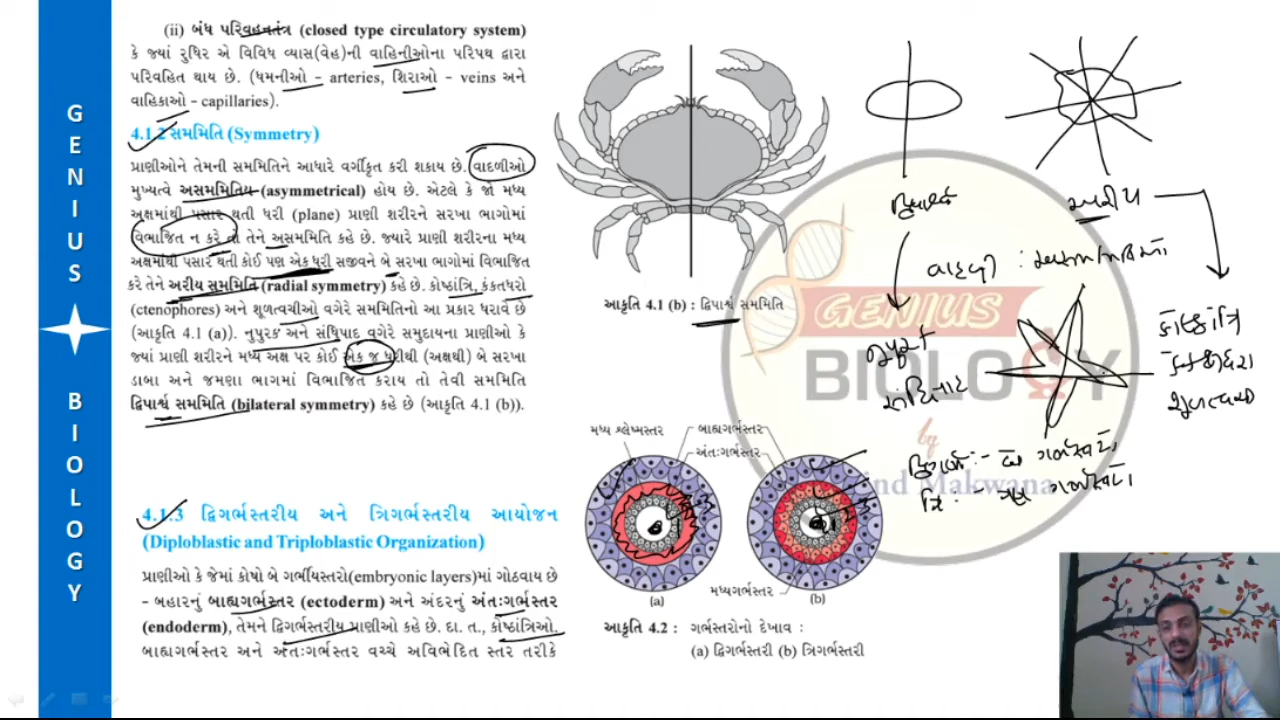 (ii) બંધ પરિવહનતંત્ર (closed type circulatory system)
કે જ્યાં રુધિર એ વિવિધ વ્યાસ(વેહ)ની વાહિનીઓના પરિપથ દ્વારા
પરિવહિત થાય છે. (ધમનીઓ - arteries, શિરાઓ - veins અને
વાહિકાઓ - capillaries).
4.1.2 સમમિતિ (Symmetry)
પ્રાણીઓને તેમની સમમિતિને આધારે વર્ગીકૃત કરી શકાય છે. વાદળીઓ
મુખ્યત્વે અસમમિતિય (asymmetrical) હોય છે. એટલે કે જો મધ્ય
અક્ષમાંથી પસાર થતી ધરી (plane) પ્રાણી શરીરને સરખા ભાગોમાં
વિભાજિત ન કરે તો તેને અસમમિતિ કહે છે. જ્યારે પ્રાણી શરીરના મધ્ય
અક્ષમાંથી પસાર થતી કોઈ પણ એક ધરી સજીવને બે સરખા ભાગોમાં વિભાજિત
કરે તેને અરીય સમમિતિ (radial symmetry) કહે છે. કોષ્ઠાંત્રિ, કંકતધરો
(ctenophores) અને શૂળત્વચીઓ વગેરે સમમિતિનો આ પ્રકાર ધરાવે છે
(આકૃતિ 4.1 (a)). નુપુરક અને સંધિપાદ વગેરે સમુદાયના પ્રાણીઓ કે
જ્યાં પ્રાણી શરીરને મધ્ય અક્ષ પર કોઈ એક જ ધરીથી (અક્ષથી) બે સરખા
ડાબા અને જમણા ભાગમાં વિભાજિત કરાય તો તેવી સમમિતિ
દ્વિપાર્શ્વ સમમિતિ (bilateral symmetry) કહે છે (આકૃતિ 4.1 (b)).
4.1.3 દ્વિગર્ભસ્તરીય અને ત્રિગર્ભસ્તરીય આયોજન
(Diploblastic and Triploblastic Organization)
પ્રાણીઓ કે જેમાં કોષો બે ગર્ભીયસ્તરો(embryonic layers)માં ગોઠવાય છે
- બહારનું બાહ્યગર્ભસ્તર (ectoderm) અને અંદરનું અંતઃગર્ભસ્તર
(endoderm), તેમને દ્વિગર્ભસ્તરીય પ્રાણીઓ કહે છે. દા. ત., કોષ્ઠાંત્રિઓ.
બાહ્યગર્ભસ્તર અને અંતઃગર્ભસ્તર વચ્ચે અવિભેદિત સ્તર તરીકે
GENIUS BIOLOGY
આકૃતિ 4.1 (b) : દ્વિપાર્શ્વ સમમિતિ
મધ્ય શ્લેષ્મસ્તર
બાહ્યગર્ભસ્તર
અંતઃગર્ભસ્તર
મધ્યગર્ભસ્તર
(a)
(b)
આકૃતિ 4.2 : ગર્ભસ્તરોનો દેખાવ :
(a) દ્વિગર્ભસ્તરી (b) ત્રિગર્ભસ્તરી
GENIUS
BIOLOGY
by
nd Makwana